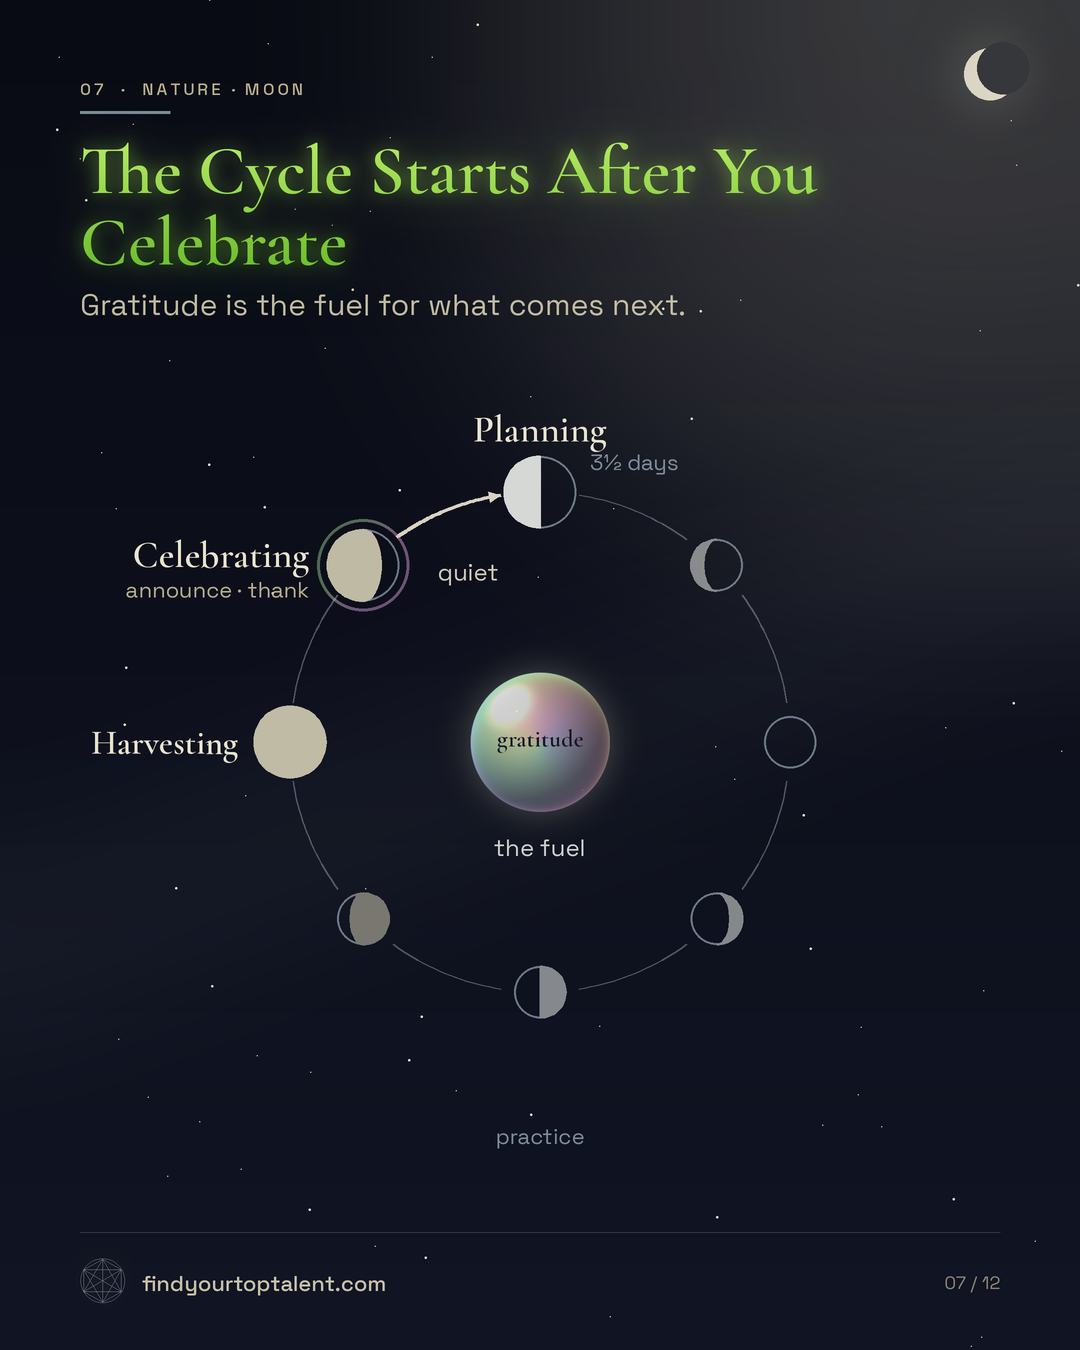 07 · NATURE · MOON
The Cycle Starts After You
Celebrate
Gratitude is the fuel for what comes next.
Planning
3½ days
Celebrating
announce · thank
quiet
Harvesting
gratitude
the fuel
practice
findyourtoptalent.com
07 / 12